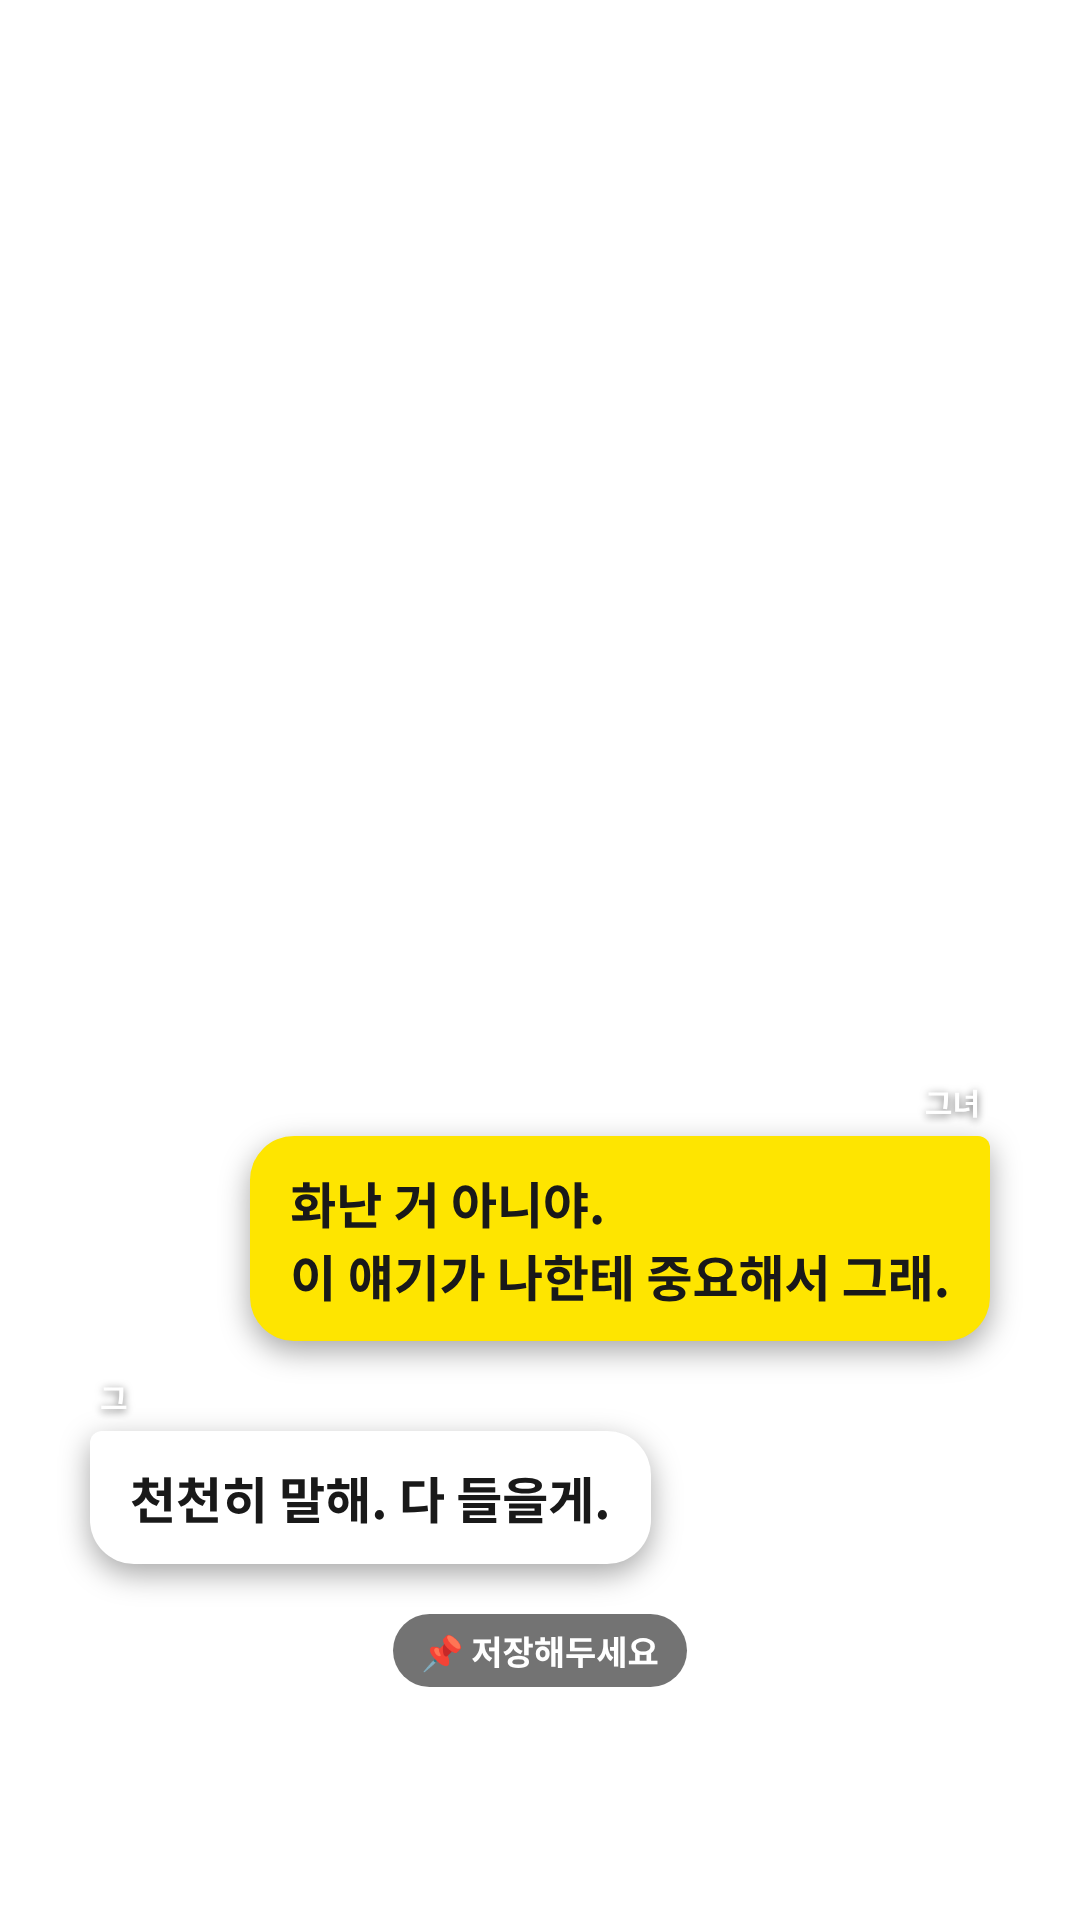 그녀
화난 거 아니야.
이 얘기가 나한테 중요해서 그래.
그
천천히 말해. 다 들을게.
📌 저장해두세요